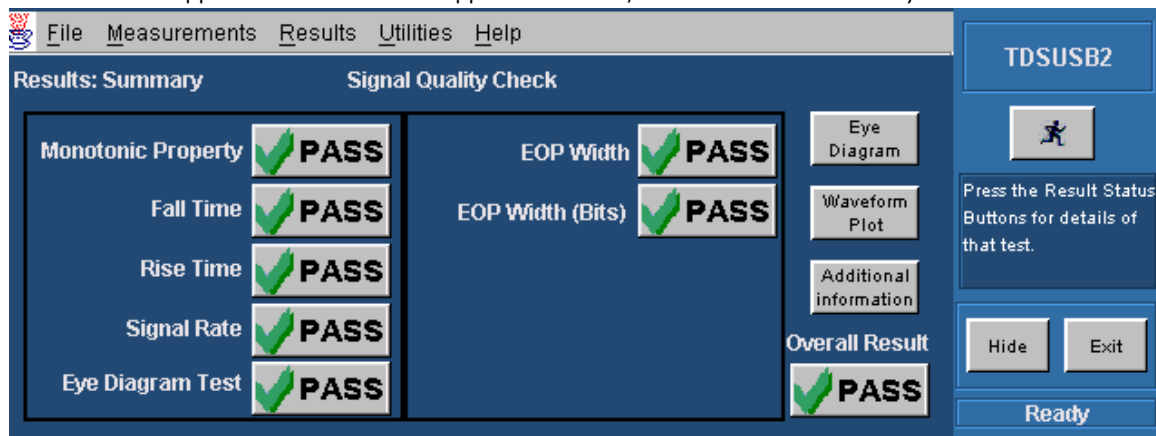 File Measurements Results Utilities Help
Results: Summary Signal Quality Check
Monotonic Property PASS
Fall Time PASS
Rise Time PASS
Signal Rate PASS
Eye Diagram Test PASS
EOP Width PASS
EOP Width (Bits) PASS
Eye
Diagram
Waveform
Plot
Additional
information
Overall Result
PASS
TDSUSB2
Press the Result Status
Buttons for details of
that test.
Hide Exit
Ready